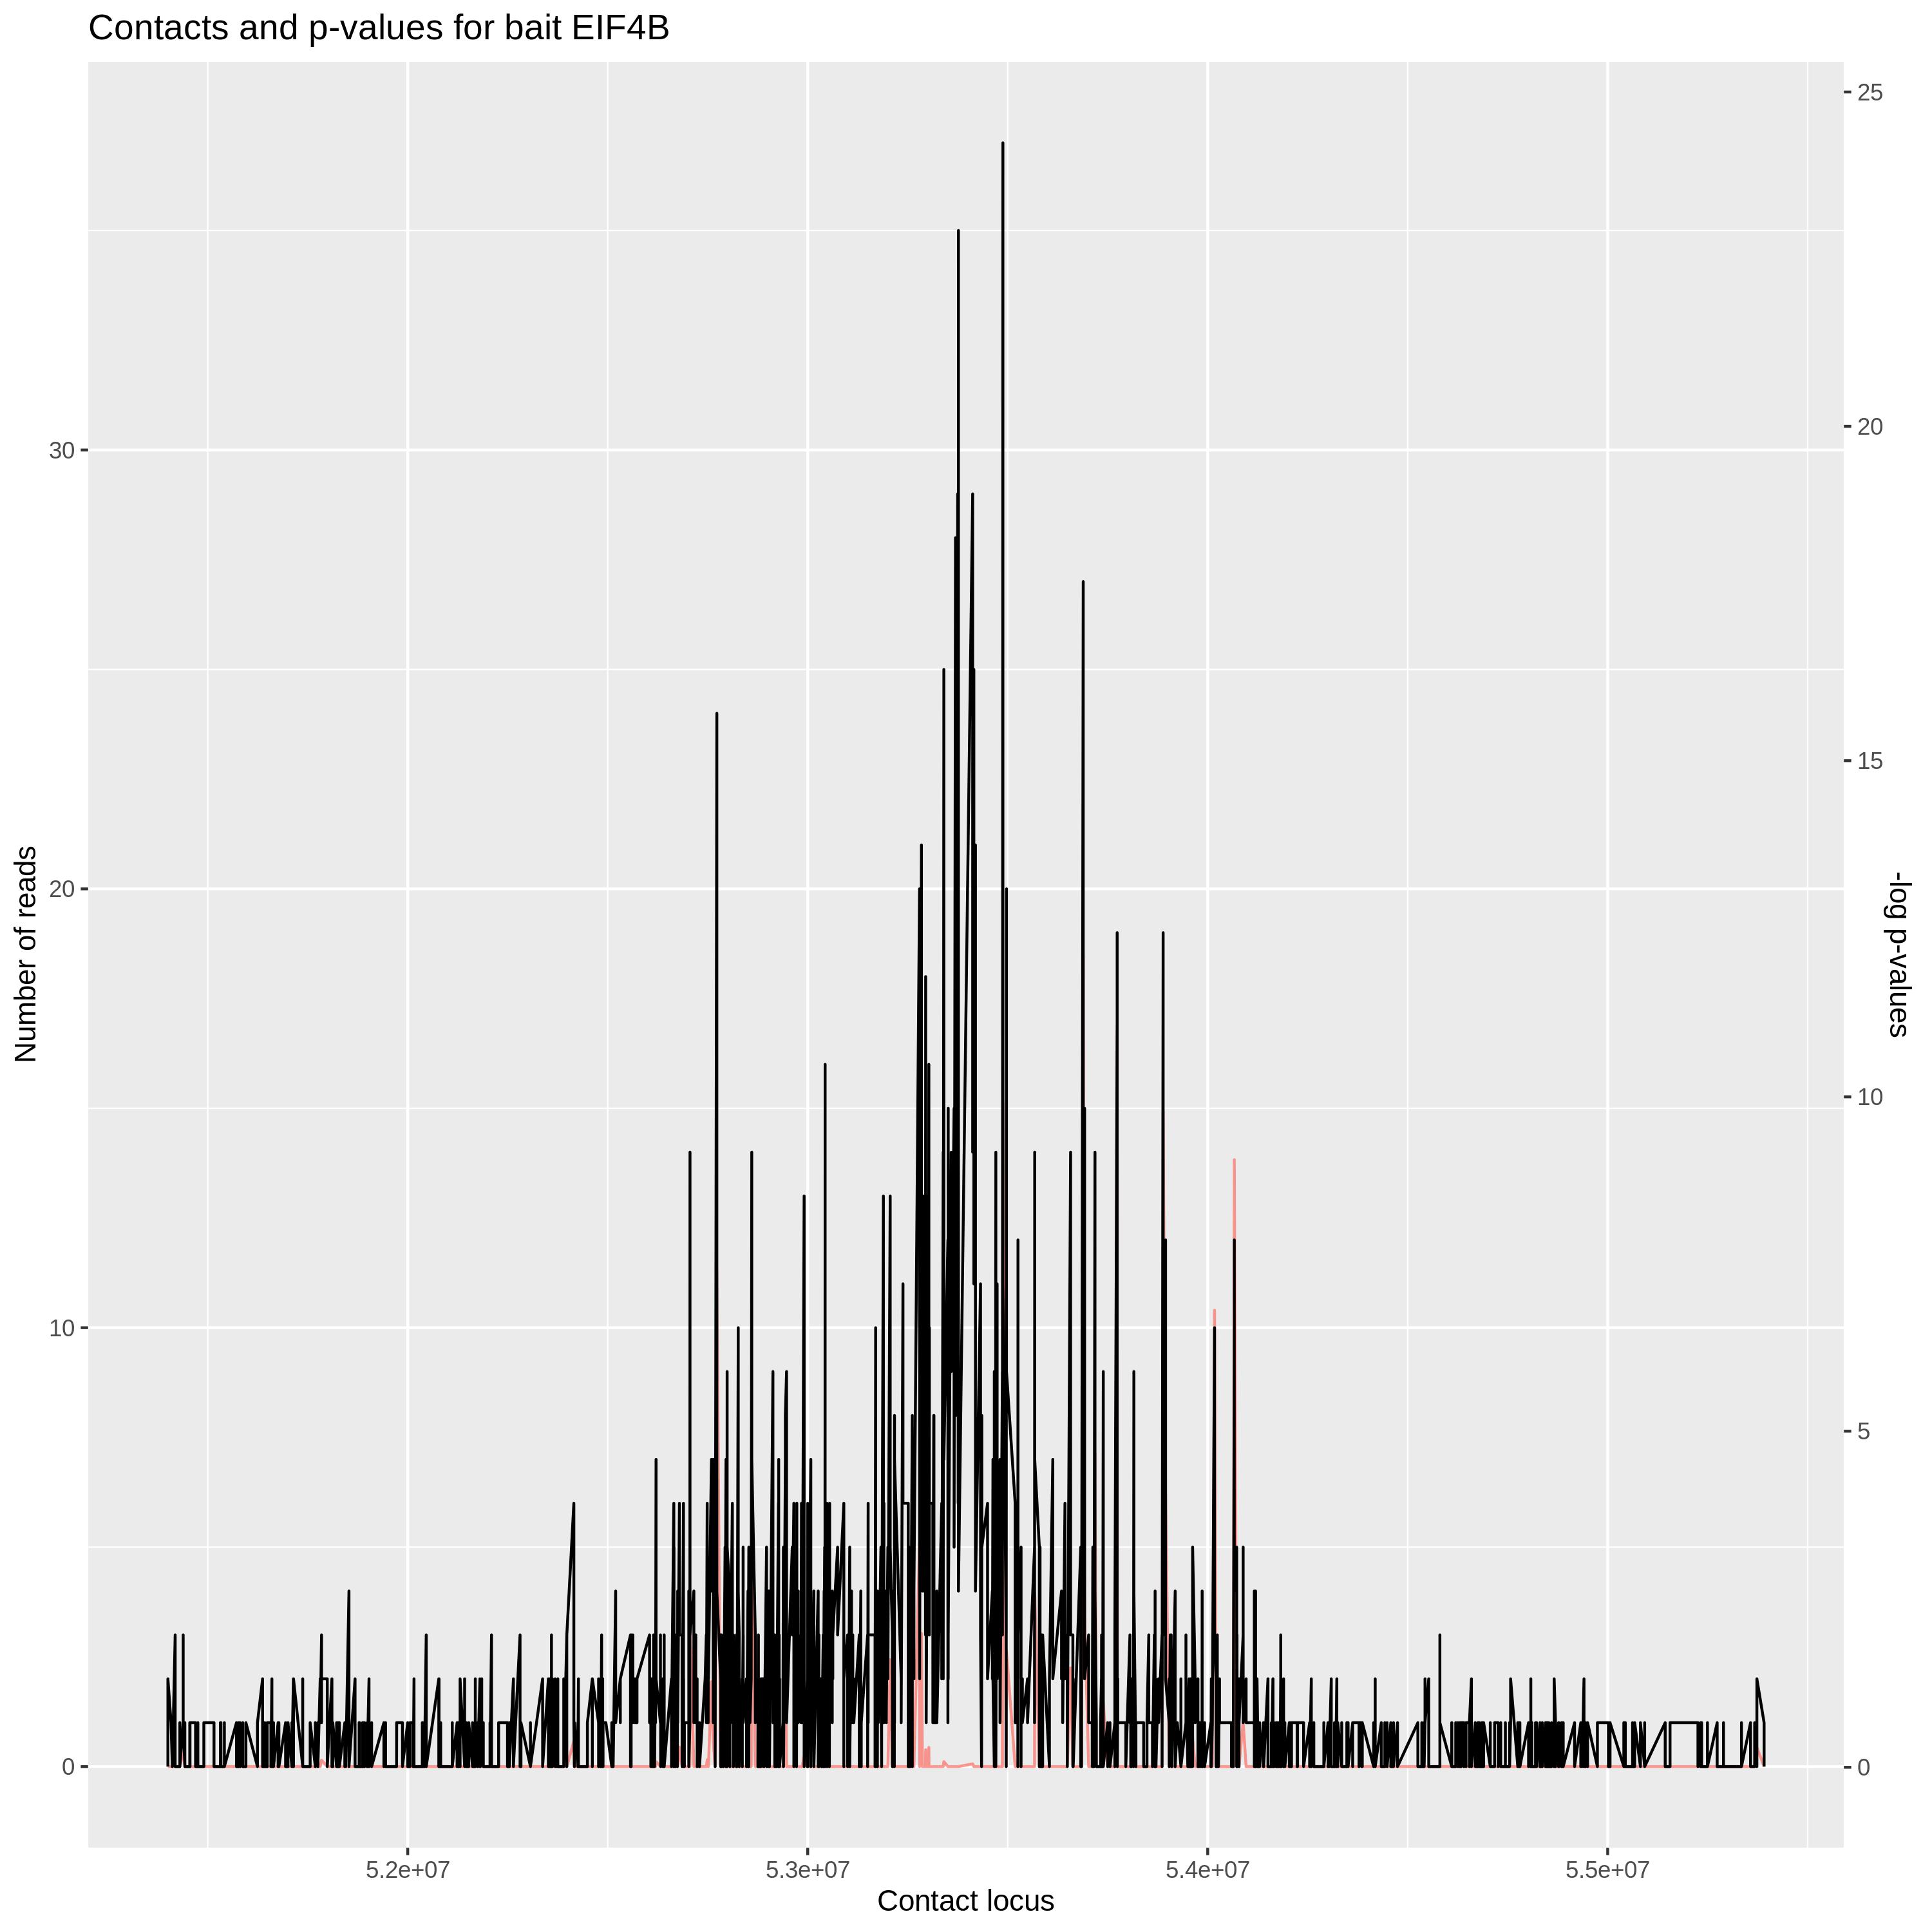 Contacts and p-values for bait EIF4B
30
20
10
0
Number of reads
25
20
15
10
5
0
-log p-values
5.2e+07
5.3e+07
5.4e+07
5.5e+07
Contact locus